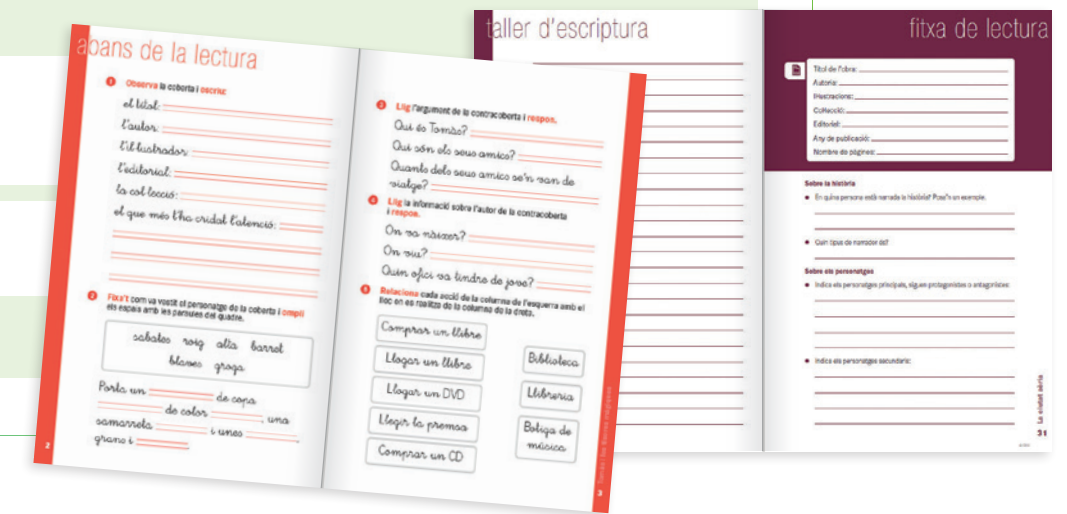 abans de la lectura
1 Observa la coberta i escriu:
el títol:
l'autor:
l'il·lustrador:
l'editorial:
la col·lecció:
el que més t'ha cridat l'atenció:
2 Fixa't com va vestit el personatge de la coberta i ompli
els espais amb les paraules del quadre.
sabates roig alta barret
blaves groga
Porta un de copa
de color , una
samarreta i unes ,
grans i
2
3 Llig l'argument de la contracoberta i respon.
Qui és Tomàs?
Qui són els seus amics?
Quants dels seus amics se'n van de
viatge?
4 Llig la informació sobre l'autor de la contracoberta
i respon.
On va nàixer?
On viu?
Quin ofici va tindre de jove?
5 Relaciona cada acció de la columna de l'esquerra amb el
lloc en es realitza de la columna de la dreta.
Comprar un llibre
Llogar un llibre
Llogar un DVD
Llegir la premsa
Comprar un CD
Biblioteca
Llibreria
Botiga de
música
3
taller d'escriptura
fitxa de lectura
Títol de l'obra:
Autoria:
Il·lustracions:
Col·lecció:
Editorial:
Any de publicació:
Nombre de pàgines:
Sobre la història
• En quina persona està narrada la història? Posa'n un exemple.
• Quin tipus de narrador és?
Sobre els personatges
• Indica els personatges principals, siguen protagonistes o antagonistes:
• Indica els personatges secundaris:
La ciutat sèria
31